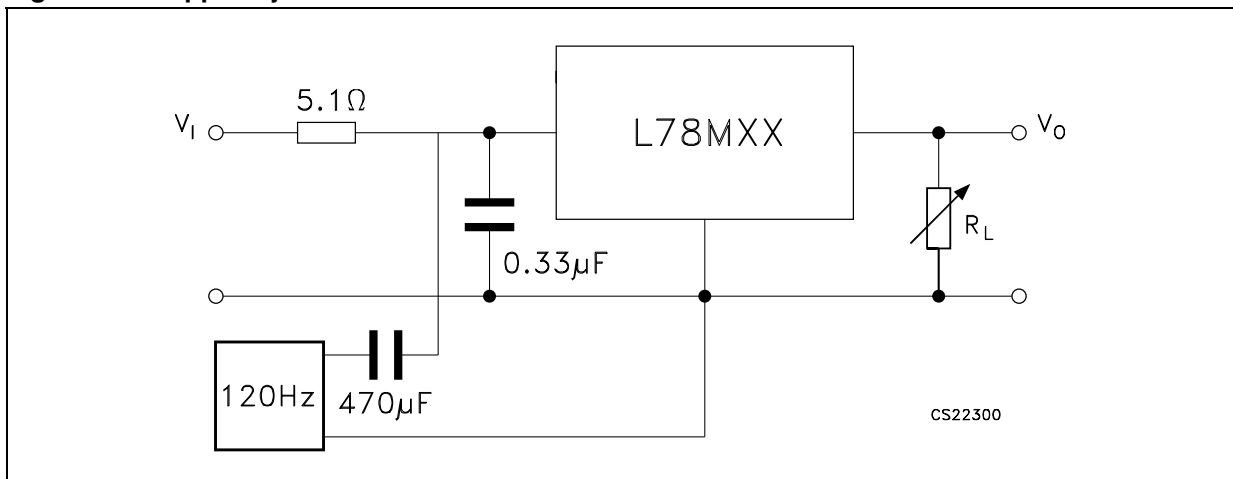 5.1Ω
V_I
L78MXX
V_O
R_L
0.33µF
120Hz
470µF
CS22300